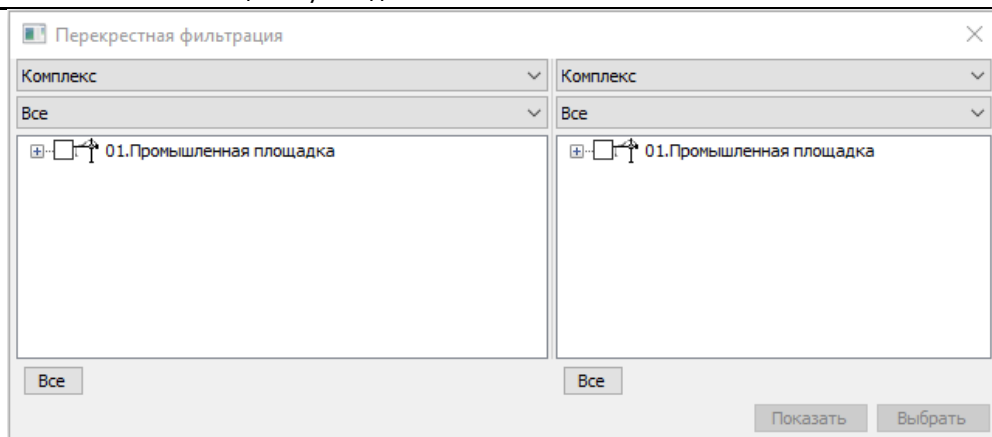 Перекрестная фильтрация
Комплекс
Комплекс
Все
Все
01.Промышленная площадка
01.Промышленная площадка
Все
Все
Показать
Выбрать